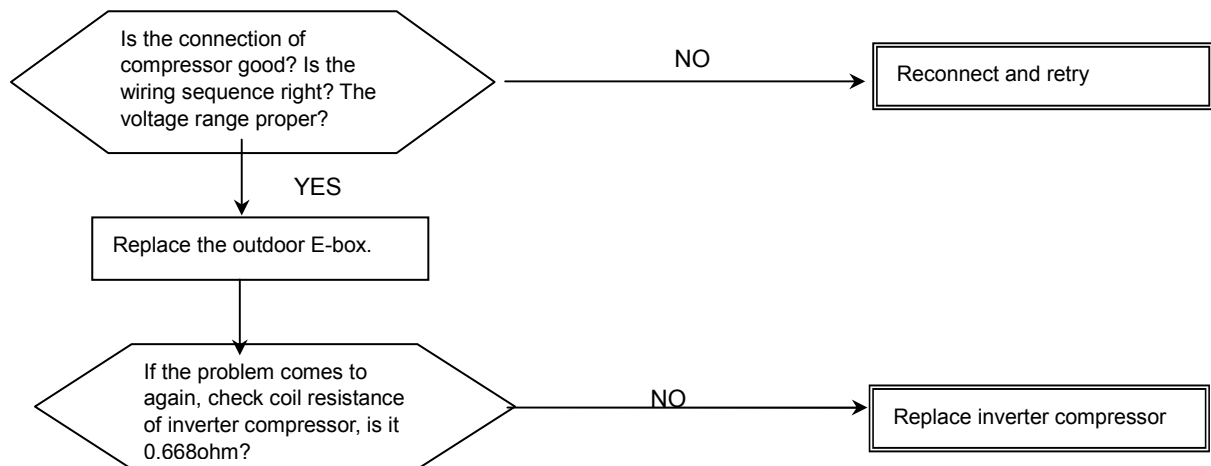 Is the connection of
compressor good? Is the
wiring sequence right? The
voltage range proper?
NO
Reconnect and retry
YES
Replace the outdoor E-box.
If the problem comes to
again, check coil resistance
of inverter compressor, is it
0.668ohm?
NO
Replace inverter compressor